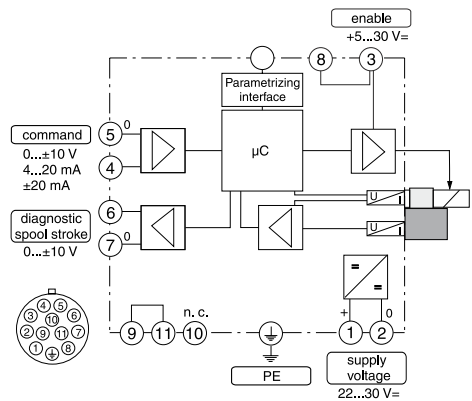 enable
+5...30 V=
8 3
Parametrizing
interface
command
0...±10 V
4...20 mA
±20 mA
5 0
4
µC
diagnostic
spool stroke
0...±10 V
6
7 0
U I
U I
= =
+ 0
1 2
supply
voltage
22...30 V=
n. c.
9 11 10
PE
4 5
3 10 6
2 9 11 7
1 8